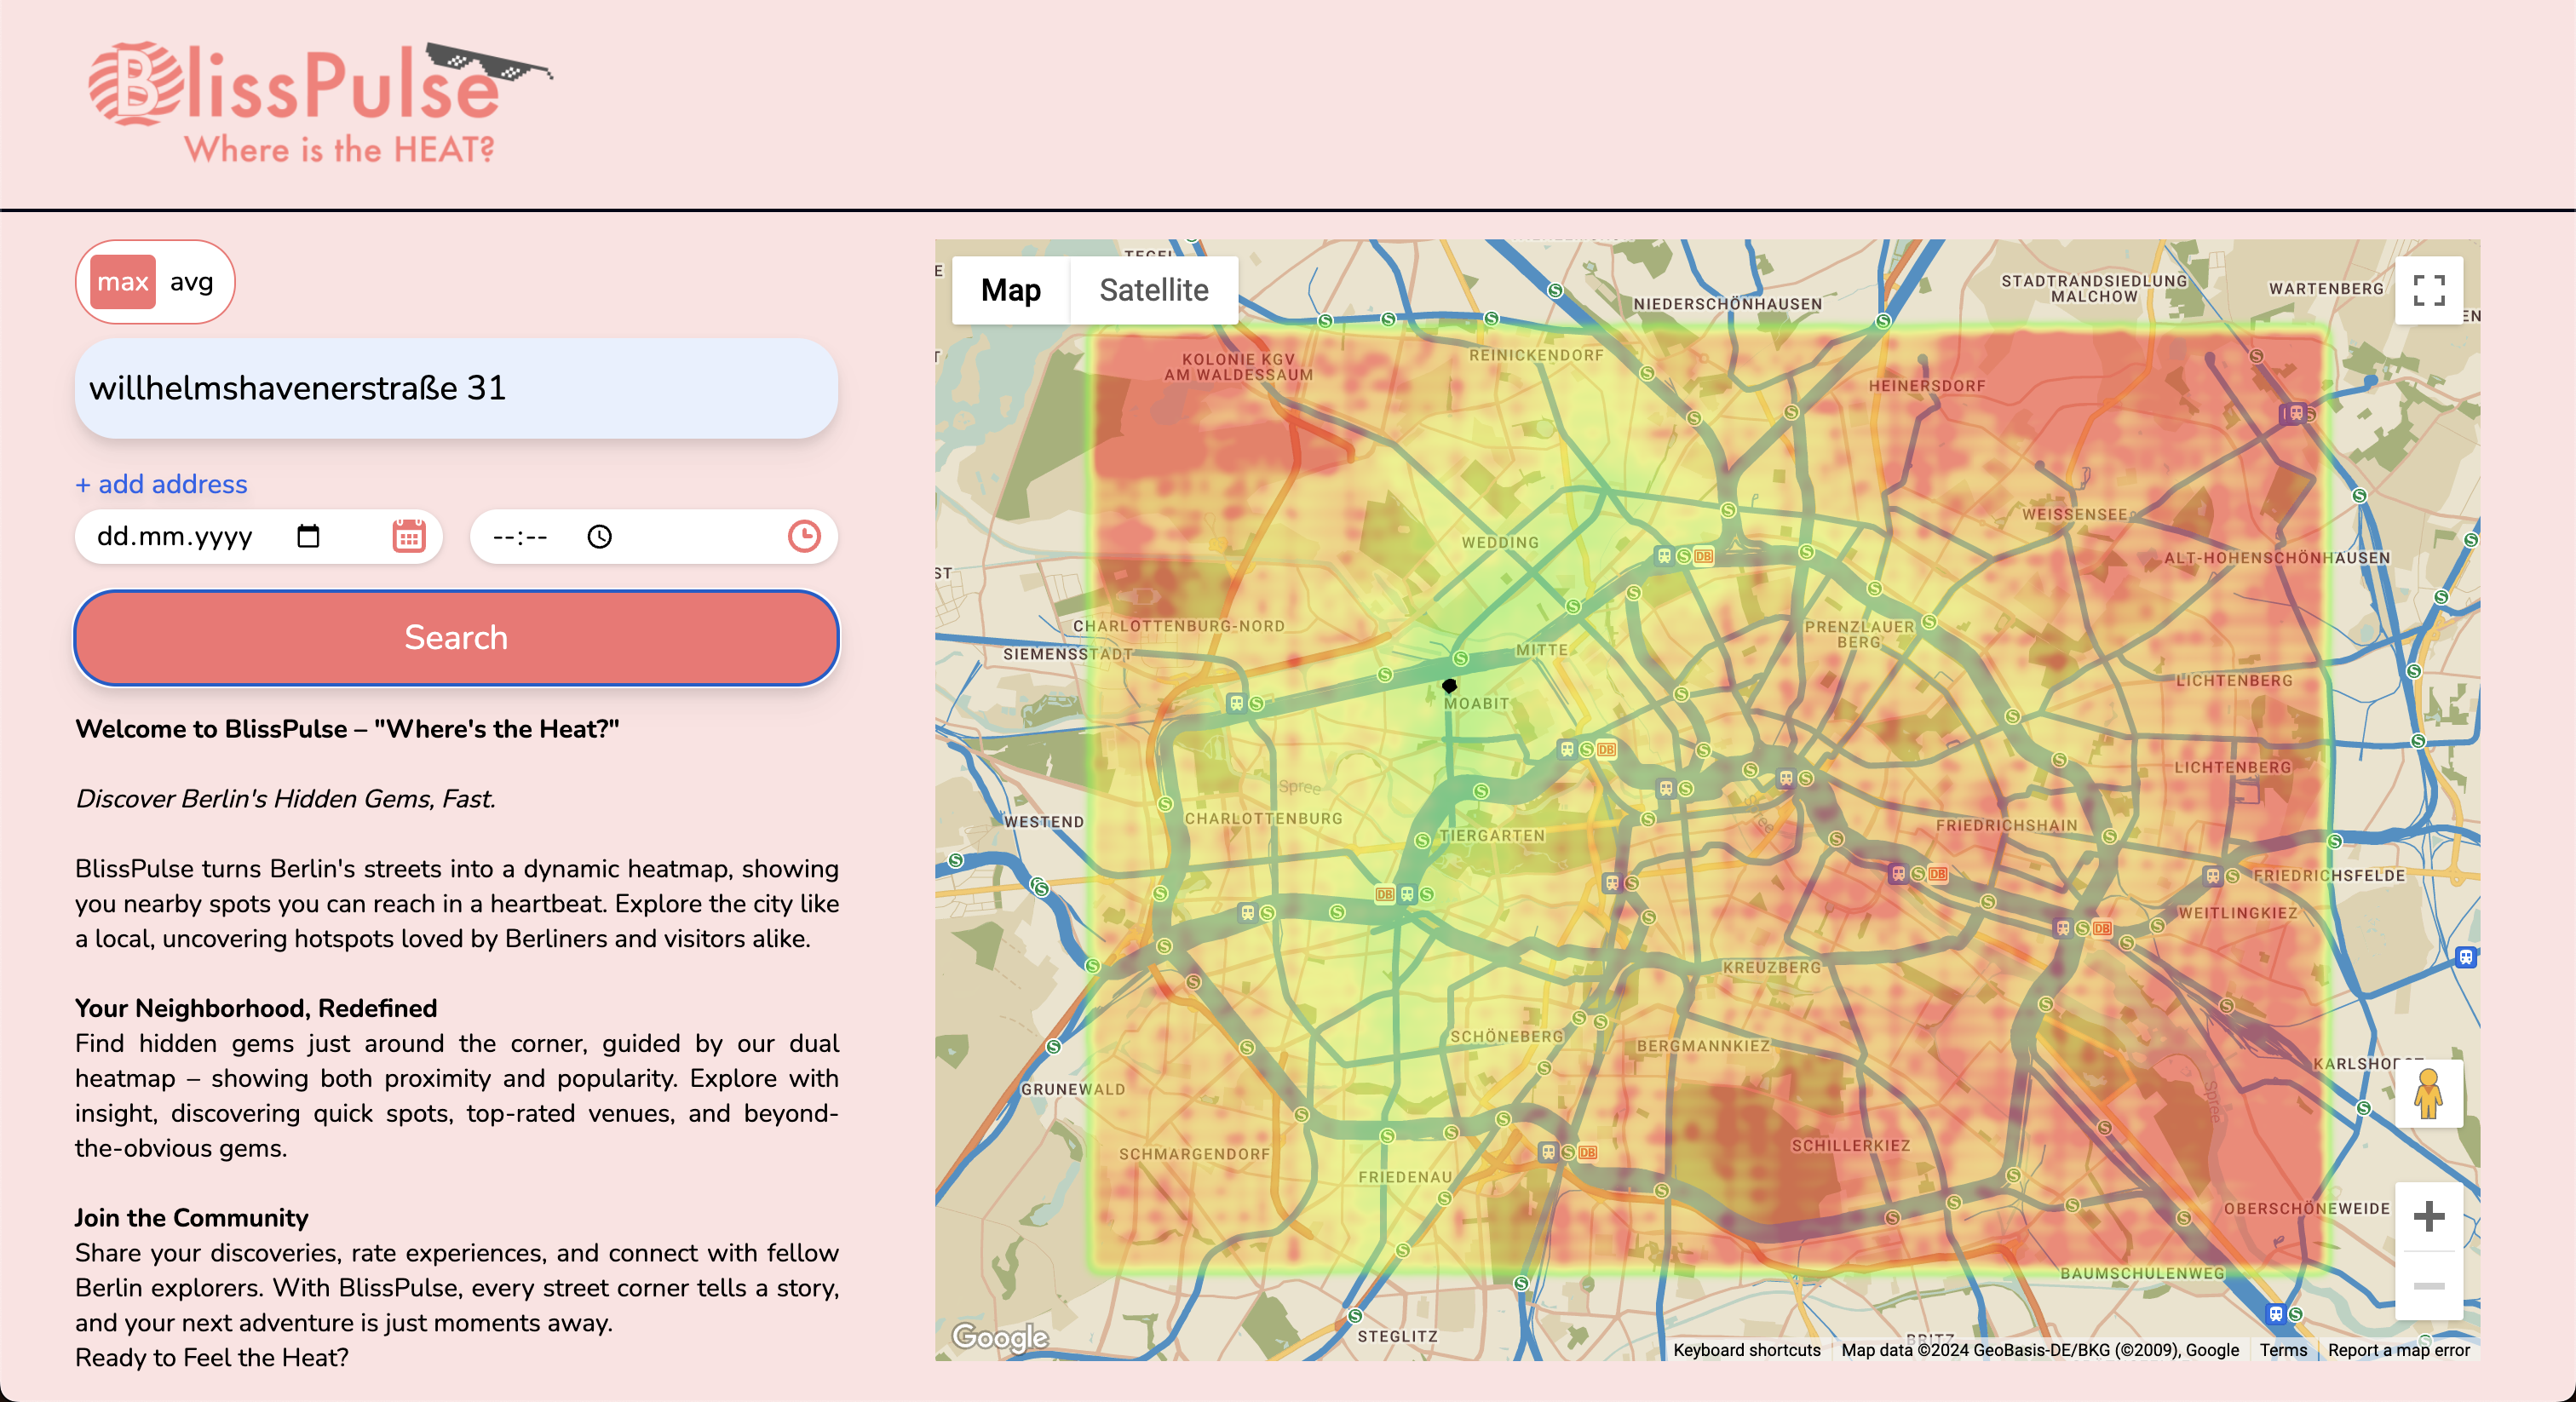 BlissPulse
Where is the HEAT?
max avg
willhelmshavenerstraße 31
+ add address
dd.mm.yyyy
--:--
Search
Welcome to BlissPulse – "Where's the Heat?"
Discover Berlin's Hidden Gems, Fast.
BlissPulse turns Berlin's streets into a dynamic heatmap, showing
you nearby spots you can reach in a heartbeat. Explore the city like
a local, uncovering hotspots loved by Berliners and visitors alike.
Your Neighborhood, Redefined
Find hidden gems just around the corner, guided by our dual
heatmap – showing both proximity and popularity. Explore with
insight, discovering quick spots, top-rated venues, and beyond-
the-obvious gems.
Join the Community
Share your discoveries, rate experiences, and connect with fellow
Berlin explorers. With BlissPulse, every street corner tells a story,
and your next adventure is just moments away.
Ready to Feel the Heat?
Map Satellite
NIEDERSCHÖNHAUSEN
STADTRANDSIEDLUNG
MALCHOW
WARTENBERG
KOLONIE KGV
AM WALDESSAUM
REINICKENDORF
HEINERSDORF
WEISSENSEE
WEDDING
ALT-HOHENSCHÖNHAUSEN
CHARLOTTENBURG-NORD
SIEMENSSTADT
MITTE
PRENZLAUER
BERG
LICHTENBERG
MOABIT
LICHTENBERG
Spree
WESTEND
CHARLOTTENBURG
TIERGARTEN
Spree
FRIEDRICHSHAIN
FRIEDRICHSFELDE
WEITLINGKIEZ
KREUZBERG
SCHÖNEBERG
BERGMANNKIEZ
KARLSHORST
GRUNEWALD
Spree
SCHMARGENDORF
FRIEDENAU
SCHILLERKIEZ
OBERSCHÖNEWEIDE
BAUMSCHULENWEG
STEGLITZ
BRITZ
Google
Keyboard shortcuts Map data ©2024 GeoBasis-DE/BKG (©2009), Google Terms Report a map error